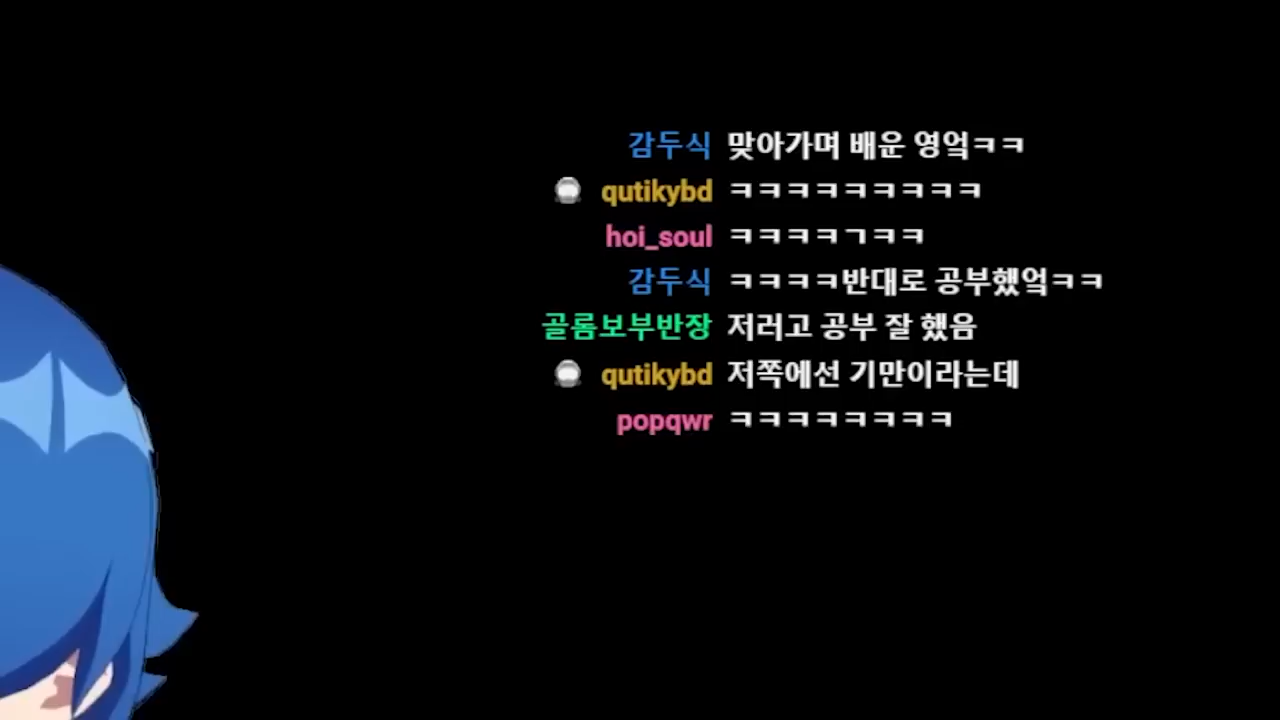 감두식 맞아가며 배운 영엌ㅋㅋ
qutikybd ㅋㅋㅋㅋㅋㅋㅋㅋㅋ
hoi_soul ㅋㅋㅋㅋㄱㅋㅋ
감두식 ㅋㅋㅋㅋ반대로 공부했엌ㅋㅋ
골롬보부반장 저러고 공부 잘 했음
qutikybd 저쪽에선 기만이라는데
popqwr ㅋㅋㅋㅋㅋㅋㅋㅋ